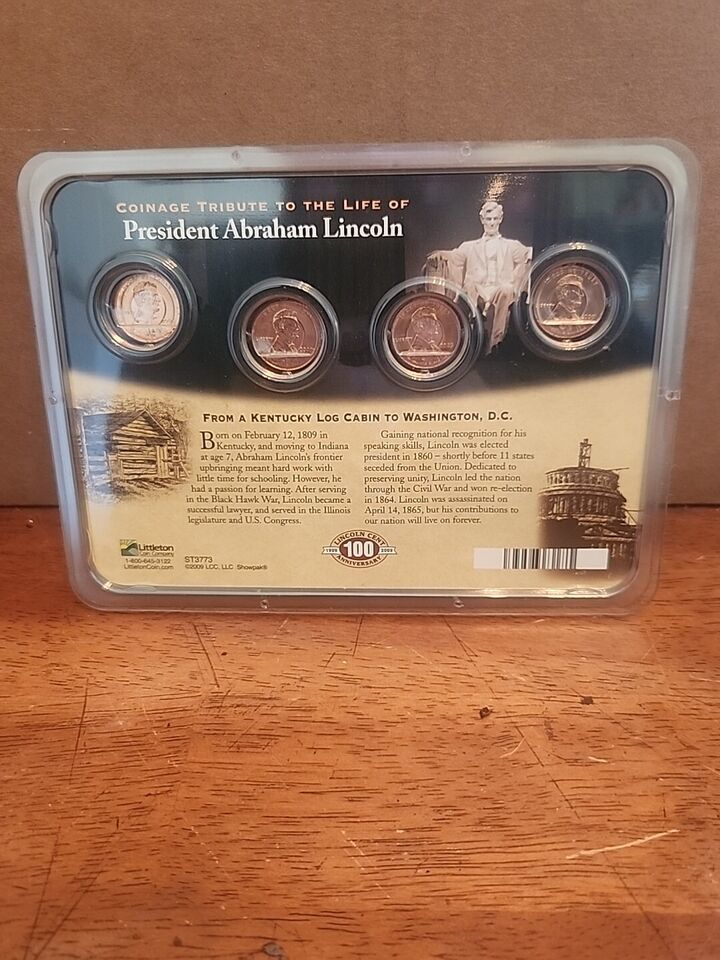 COINAGE TRIBUTE TO THE LIFE OF
President Abraham Lincoln
FROM A KENTUCKY LOG CABIN TO WASHINGTON, D.C.
Born on February 12, 1809 in
Kentucky, and moving to Indiana
at age 7, Abraham Lincoln's frontier
upbringing meant hard work with
little time for schooling. However, he
had a passion for learning. After serving
in the Black Hawk War, Lincoln became a
successful lawyer, and served in the Illinois
legislature and U.S. Congress.
Gaining national recognition for his
speaking skills, Lincoln was elected
president in 1860 – shortly before 11 states
seceded from the Union. Dedicated to
preserving unity, Lincoln led the nation
through the Civil War and won re-election
in 1864. Lincoln was assassinated on
April 14, 1865, but his contributions to
our nation will live on forever.
Littleton
Coin Company
1-800-645-3122
LittletonCoin.com
ST3773
©2009 LCC, LLC Showpak®
LINCOLN CENT
1909 100 2009
ANNIVERSARY